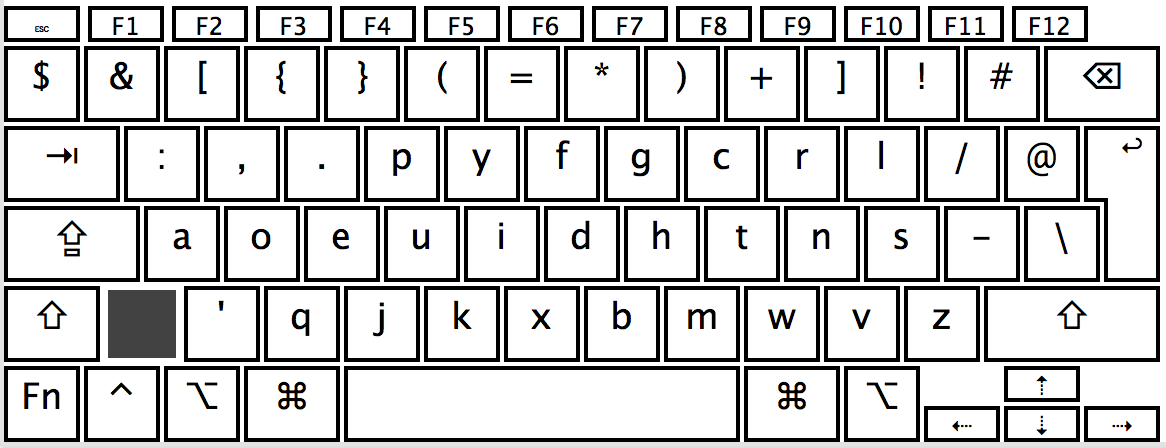 ESC F1 F2 F3 F4 F5 F6 F7 F8 F9 F10 F11 F12
$ & [ { } ( = * ) + ] ! # ⌫
⇥ : , . p y f g c r l / @ ↩
⇪ a o e u i d h t n s - \
⇧ ' q j k x b m w v z ⇧
Fn ^ ⌥ ⌘ ⌘ ⌥ ⇠ ⇡ ⇣ ⇢